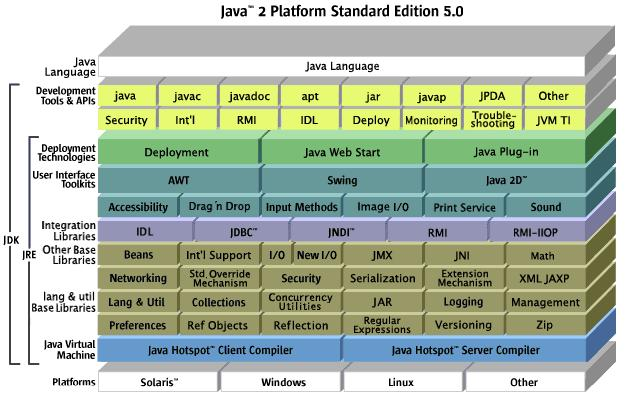 Java™ 2 Platform Standard Edition 5.0
Java Language
Java Language
Development Tools & APIs
java javac javadoc apt jar javap JPDA Other
Security Int'l RMI IDL Deploy Monitoring Trouble-shooting JVM TI
Deployment Technologies
Deployment Java Web Start Java Plug-in
User Interface Toolkits
AWT Swing Java 2D™
Accessibility Drag 'n Drop Input Methods Image I/O Print Service Sound
Integration Libraries
IDL JDBC™ JNDI™ RMI RMI-IIOP
JDK
JRE
Other Base Libraries
Beans Int'l Support I/O New I/O JMX JNI Math
Networking Std. Override Mechanism Security Serialization Extension Mechanism XML JAXP
lang & util Base Libraries
Lang & Util Collections Concurrency Utilities JAR Logging Management
Preferences Ref Objects Reflection Regular Expressions Versioning Zip
Java Virtual Machine
Java Hotspot™ Client Compiler Java Hotspot™ Server Compiler
Platforms
Solaris™ Windows Linux Other